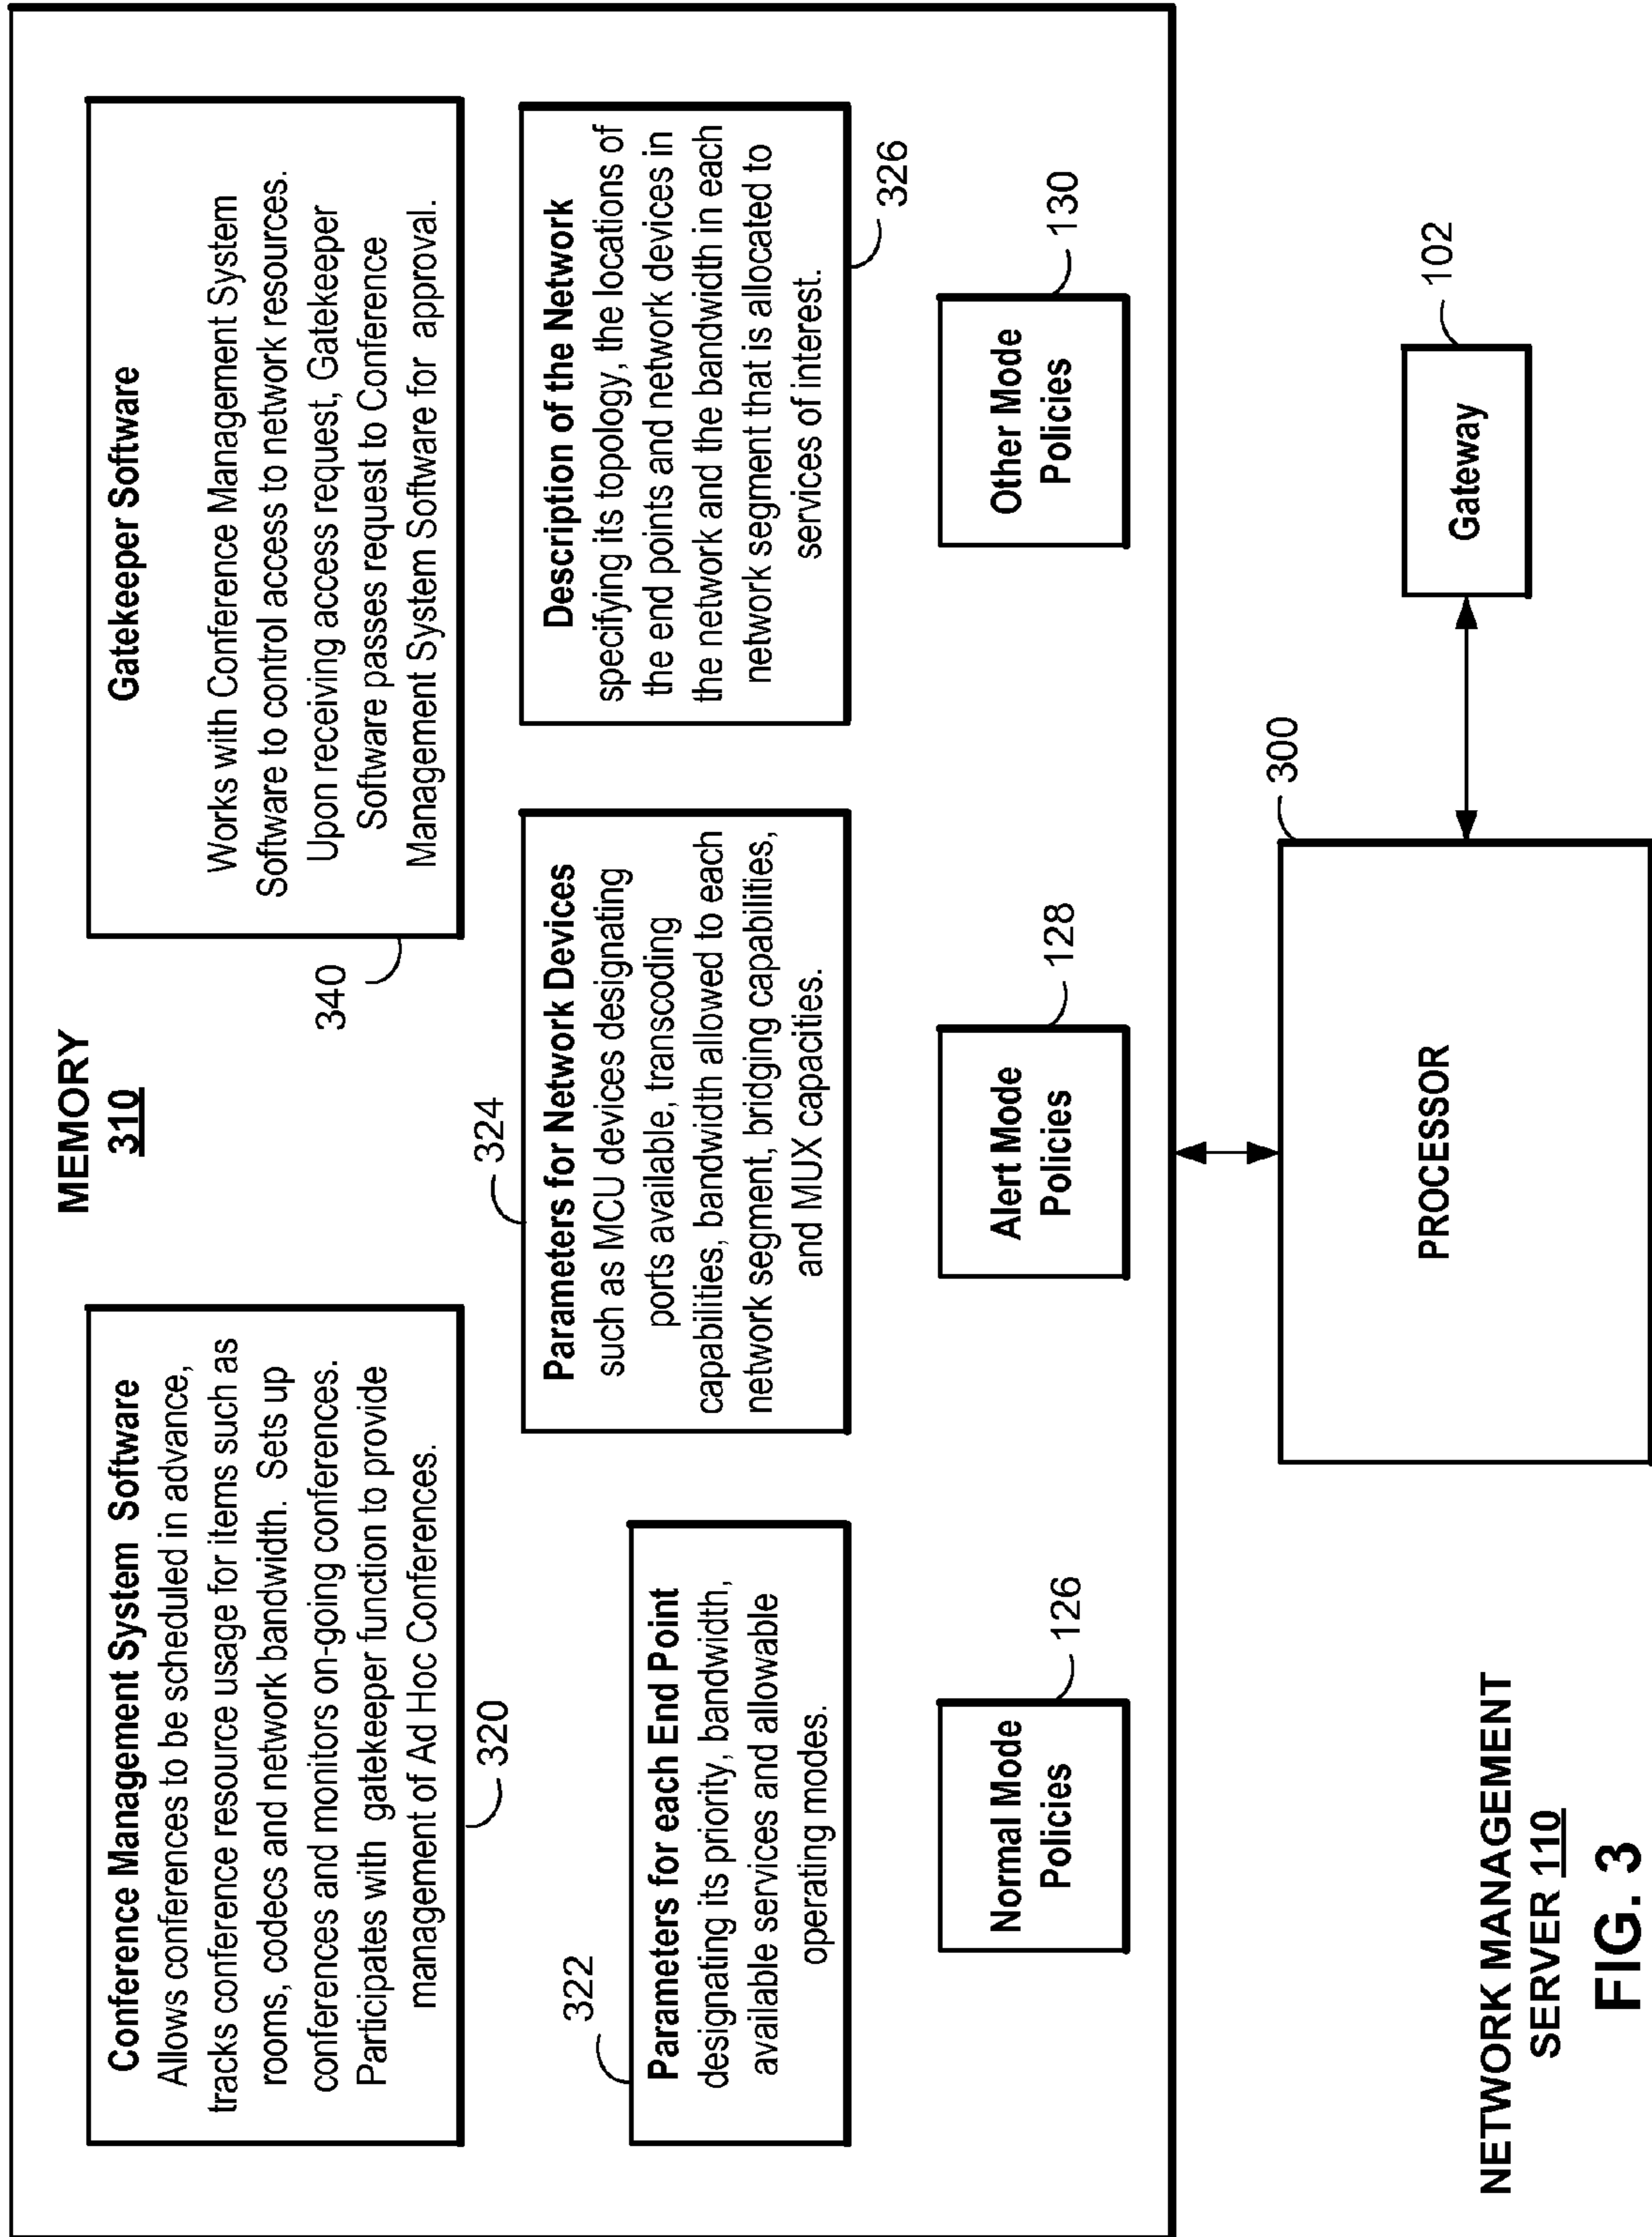 MEMORY
310
Conference Management System  Software
Allows conferences to be scheduled in advance,
tracks conference resource usage for items such as
rooms, codecs and network bandwidth.  Sets up
conferences and monitors on-going conferences.
Participates with  gatekeeper function to provide
management of Ad Hoc Conferences.
320
Gatekeeper Software
Works with Conference Management System
Software to control access to network resources.
Upon receiving access request, Gatekeeper
Software passes request to Conference
Management System Software for  approval.
340
322
Parameters for each End Point
designating its priority, bandwidth,
available services and allowable
operating modes.
324
Parameters for Network Devices
such as MCU devices designating
ports available, transcoding
capabilities, bandwidth allowed to each
network segment, bridging capabilities,
and MUX capacities.
Description of the Network
specifying its topology, the locations of
the end points and network devices in
the network and the bandwidth in each
network segment that is allocated to
services of interest.
326
Normal Mode
Policies
126
Alert Mode
Policies
128
Other Mode
Policies
130
300
PROCESSOR
Gateway
102
NETWORK MANAGEMENT
SERVER 110
FIG. 3